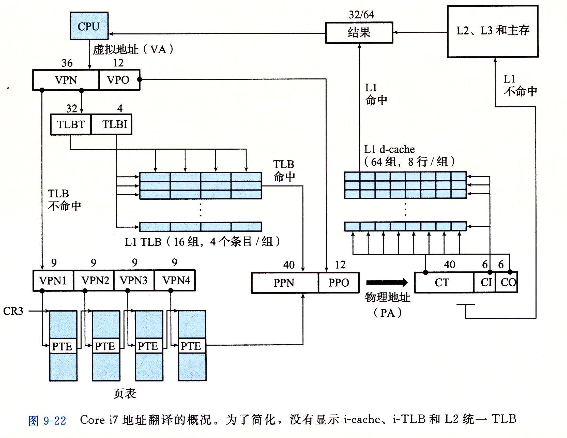 CPU
虚拟地址（VA）
32/64
结果
L2、L3 和主存
36 12
VPN VPO
L1
命中
L1
不命中
32 4
TLBT TLBI
L1 d-cache
（64 组，8 行/组）
TLB
命中
TLB
不命中
...
...
L1 TLB（16 组，4 个条目/组）
9 9 9 9
VPN1 VPN2 VPN3 VPN4
40 12
PPN PPO
物理地址
（PA）
40 6 6
CT CI CO
CR3
PTE PTE PTE PTE
页表
图 9-22 Core i7 地址翻译的概况。为了简化，没有显示 i-cache、i-TLB 和 L2 统一 TLB